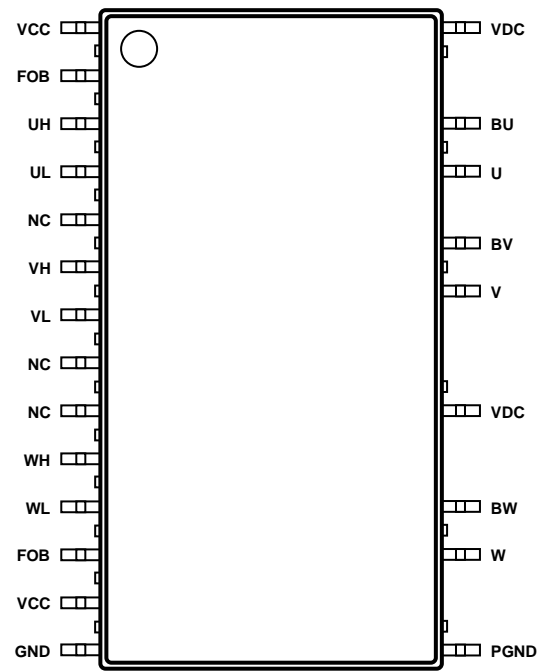 VCC VDC
FOB
UH BU
UL U
NC
BV
VH
V
VL
NC
NC VDC
WH
WL BW
FOB W
VCC
GND PGND